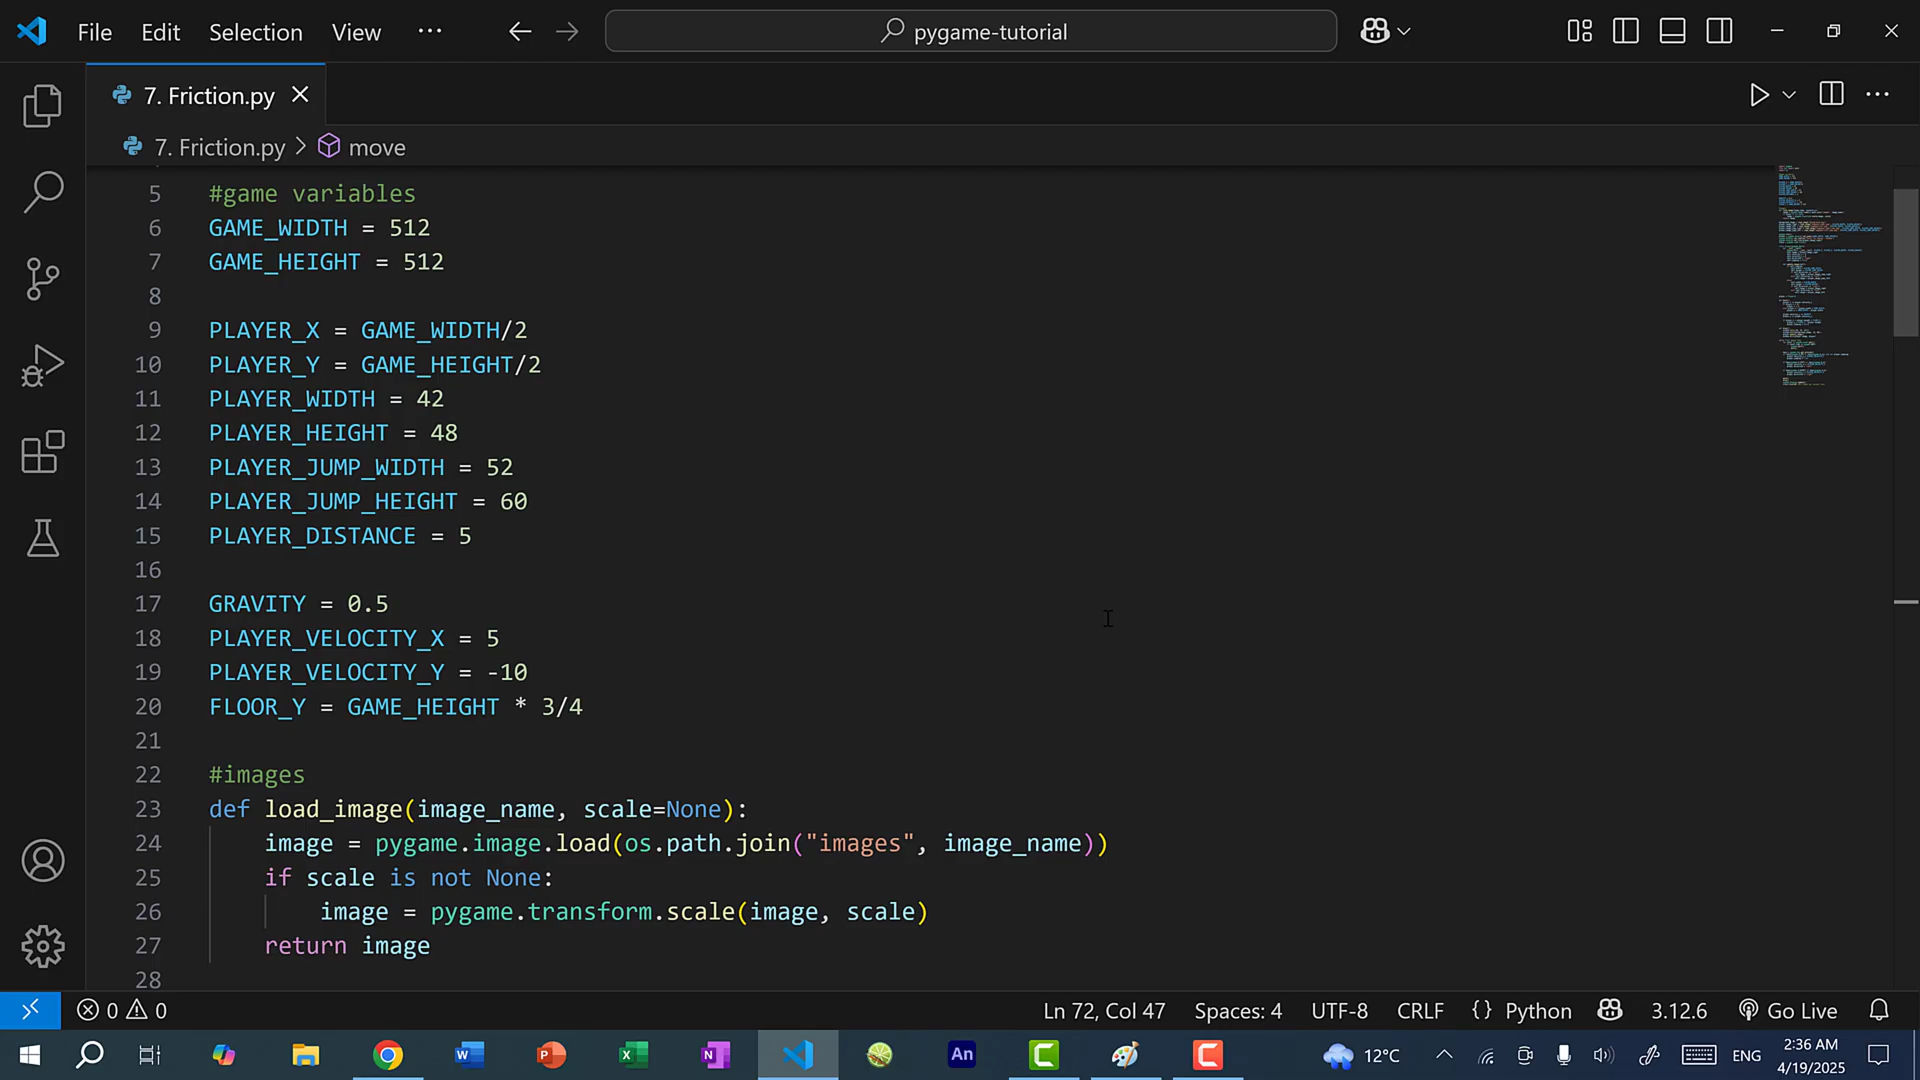 File Edit Selection View ··· pygame-tutorial
7. Friction.py
7. Friction.py > move
5 #game variables
6 GAME_WIDTH = 512
7 GAME_HEIGHT = 512
8
9 PLAYER_X = GAME_WIDTH/2
10 PLAYER_Y = GAME_HEIGHT/2
11 PLAYER_WIDTH = 42
12 PLAYER_HEIGHT = 48
13 PLAYER_JUMP_WIDTH = 52
14 PLAYER_JUMP_HEIGHT = 60
15 PLAYER_DISTANCE = 5
16
17 GRAVITY = 0.5
18 PLAYER_VELOCITY_X = 5
19 PLAYER_VELOCITY_Y = -10
20 FLOOR_Y = GAME_HEIGHT * 3/4
21
22 #images
23 def load_image(image_name, scale=None):
24     image = pygame.image.load(os.path.join("images", image_name))
25     if scale is not None:
26         image = pygame.transform.scale(image, scale)
27     return image
28
0 0 Ln 72, Col 47 Spaces: 4 UTF-8 CRLF {} Python 3.12.6 Go Live
An 12°C ENG 2:36 AM
4/19/2025